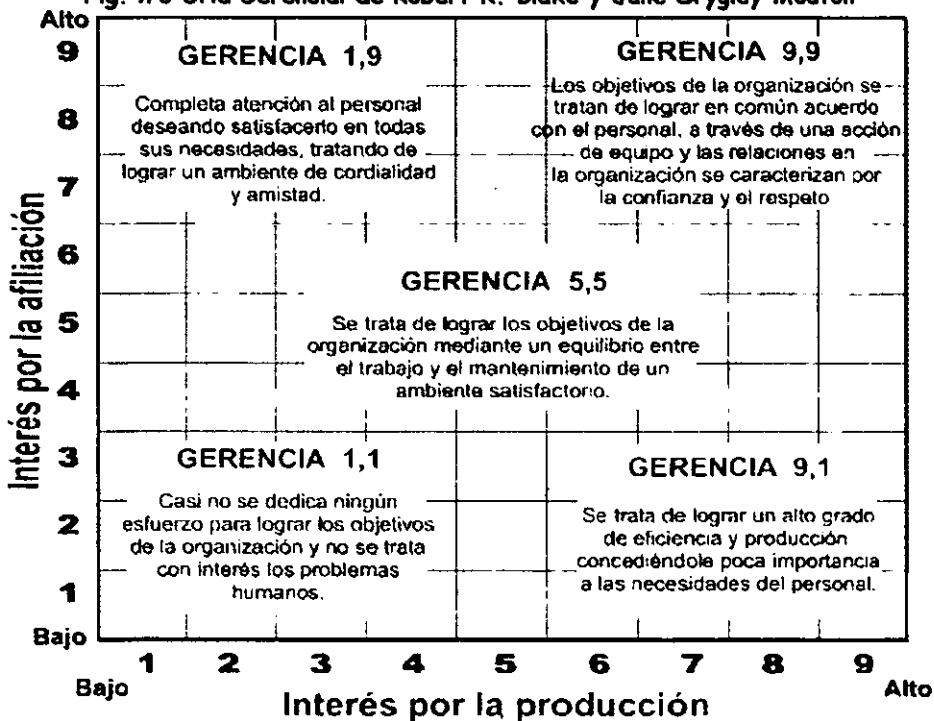 Grid Gerencial de Robert R. Blake y Jane Grygley Mouton
Alto
9
8
7
6
5
4
3
2
1
Bajo
Interés por la afiliación
GERENCIA 1,9
Completa atención al personal
deseando satisfacerlo en todas
sus necesidades, tratando de
lograr un ambiente de cordialidad
y amistad.
GERENCIA 9,9
Los objetivos de la organización se
tratan de lograr en común acuerdo
con el personal, a través de una acción
de equipo y las relaciones en
la organización se caracterizan por
la confianza y el respeto
GERENCIA 5,5
Se trata de lograr los objetivos de la
organización mediante un equilibrio entre
el trabajo y el mantenimiento de un
ambiente satisfactorio.
GERENCIA 1,1
Casi no se dedica ningún
esfuerzo para lograr los objetivos
de la organización y no se trata
con interés los problemas
humanos.
GERENCIA 9,1
Se trata de lograr un alto grado
de eficiencia y producción
concediéndole poca importancia
a las necesidades del personal.
1 2 3 4 5 6 7 8 9
Bajo
Alto
Interés por la producción